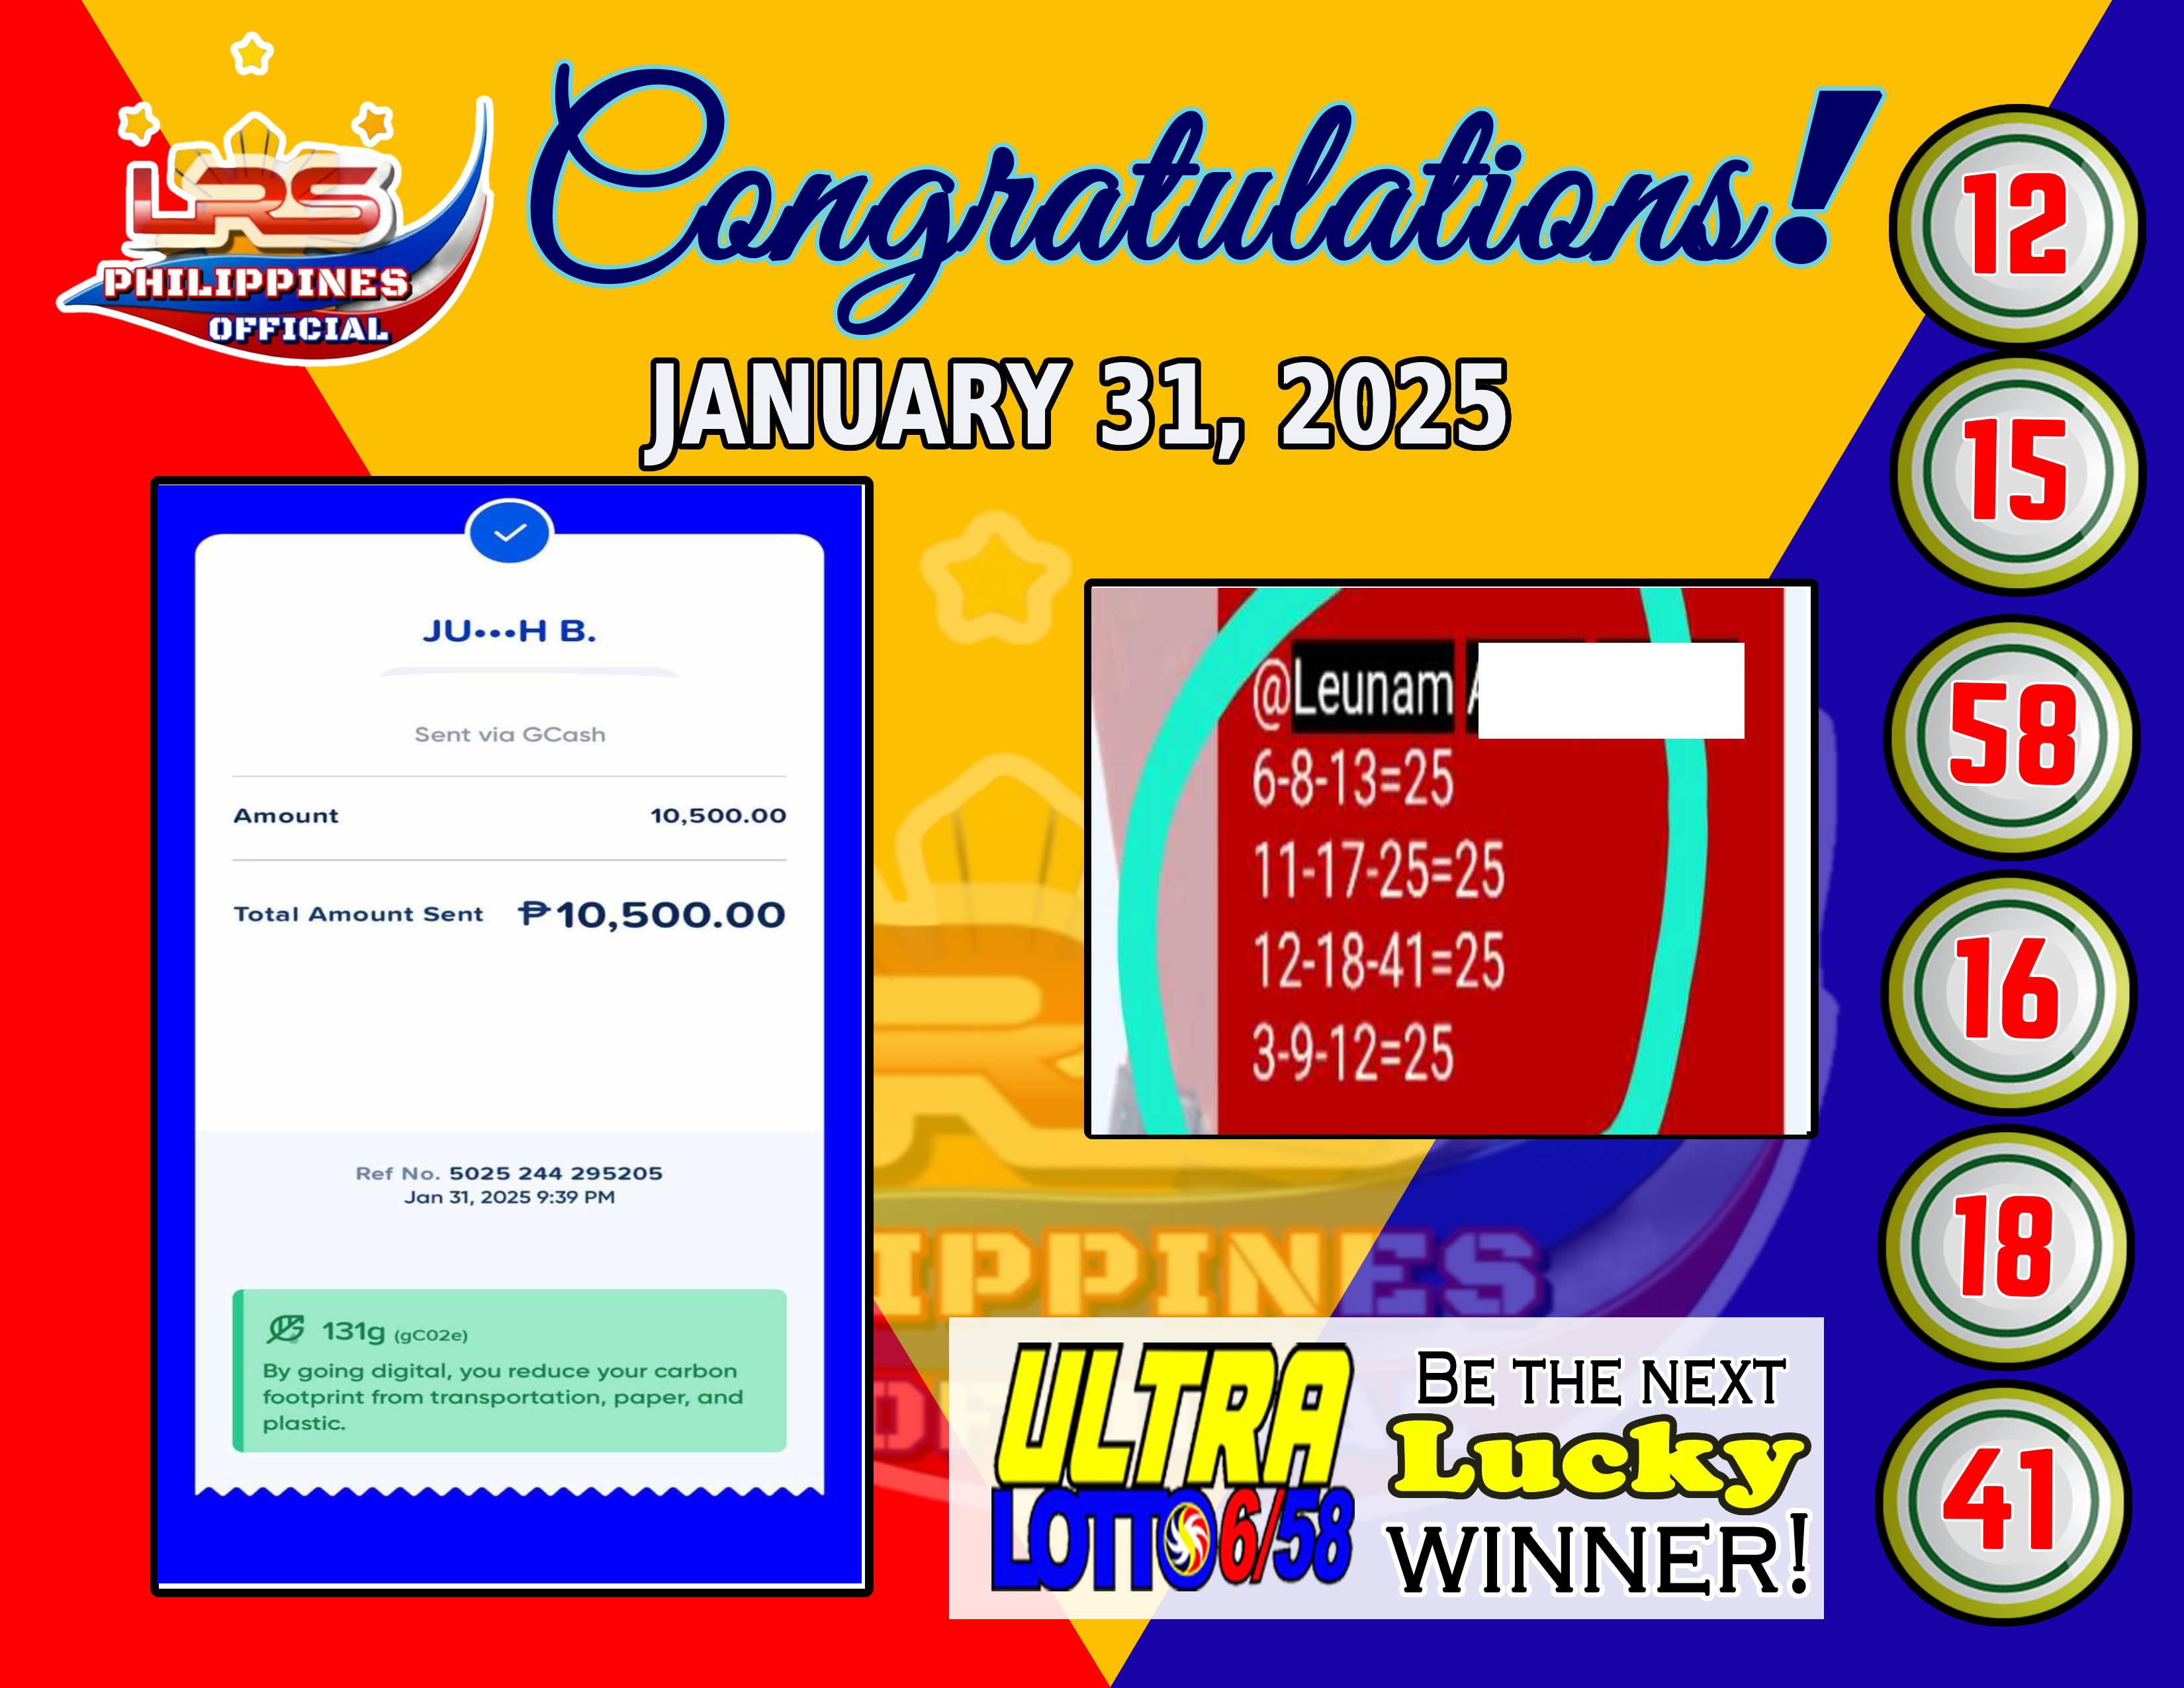 LRS
PHILIPPINES
OFFICIAL
Congratulations!
JANUARY 31, 2025
JU•••H B.
Sent via GCash
Amount 10,500.00
Total Amount Sent ₱10,500.00
Ref No. 5025 244 295205
Jan 31, 2025 9:39 PM
131g (gCO2e)
By going digital, you reduce your carbon
footprint from transportation, paper, and
plastic.
@Leunam
6-8-13=25
11-17-25=25
12-18-41=25
3-9-12=25
IPPINES
ULTRA
LOTTO 6/58
BE THE NEXT
Lucky
WINNER!
12
15
58
16
18
41